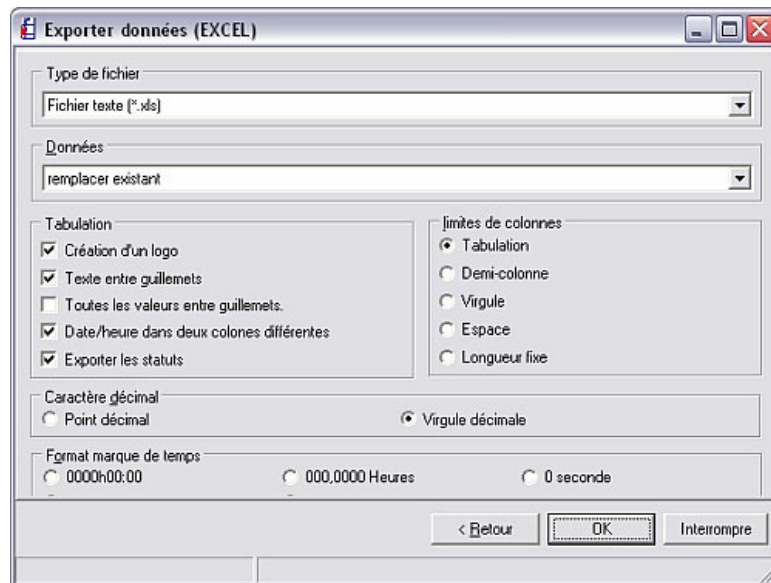 Exporter données (EXCEL)
Type de fichier
Fichier texte (*.xls)
Données
remplacer existant
Tabulation
Création d'un logo
Texte entre guillemets
Toutes les valeurs entre guillemets.
Date/heure dans deux colones différentes
Exporter les statuts
limites de colonnes
Tabulation
Demi-colonne
Virgule
Espace
Longueur fixe
Caractère décimal
Point décimal
Virgule décimale
Format marque de temps
0000h00:00
000,0000 Heures
0 seconde
< Retour
OK
Interrompre